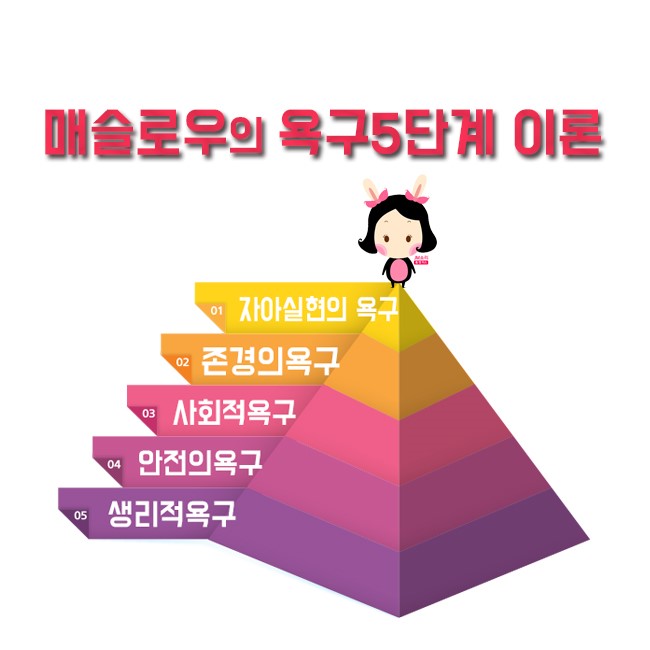 매슬로우의 욕구5단계 이론
01 자아실현의 욕구
02 존경의욕구
03 사회적욕구
04 안전의욕구
05 생리적욕구